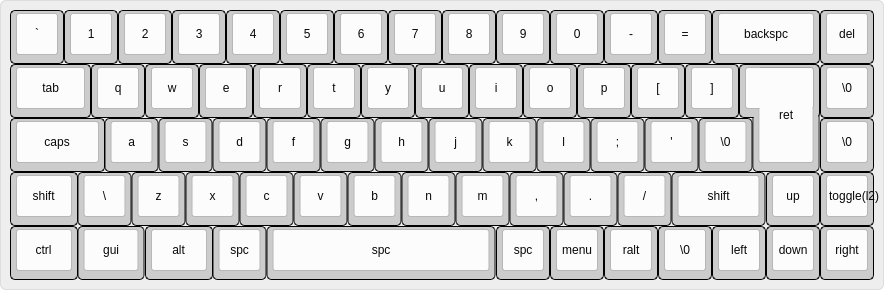 ` 1 2 3 4 5 6 7 8 9 0 - = backspc del
tab q w e r t y u i o p [ ] ret \0
caps a s d f g h j k l ; ' \0 \0
shift \ z x c v b n m , . / shift up toggle(l2)
ctrl gui alt spc spc spc menu ralt \0 left down right